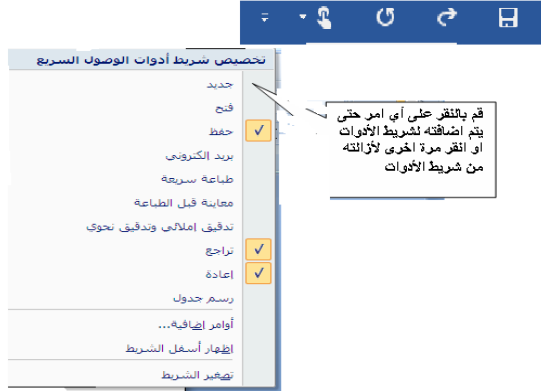 تخصيص شريط أدوات الوصول السريع
جديد
فتح
حفظ
بريد إلكتروني
طباعة سريعة
معاينة قبل الطباعة
تدقيق إملائي وتدقيق نحوي
تراجع
إعادة
رسم جدول
أوامر إضافية...
إظهار أسفل الشريط
تصغير الشريط
قم بالنقر على أي امر حتى
يتم اضافته لشريط الأدوات
او انقر مرة اخرى لأزالته
من شريط الأدوات